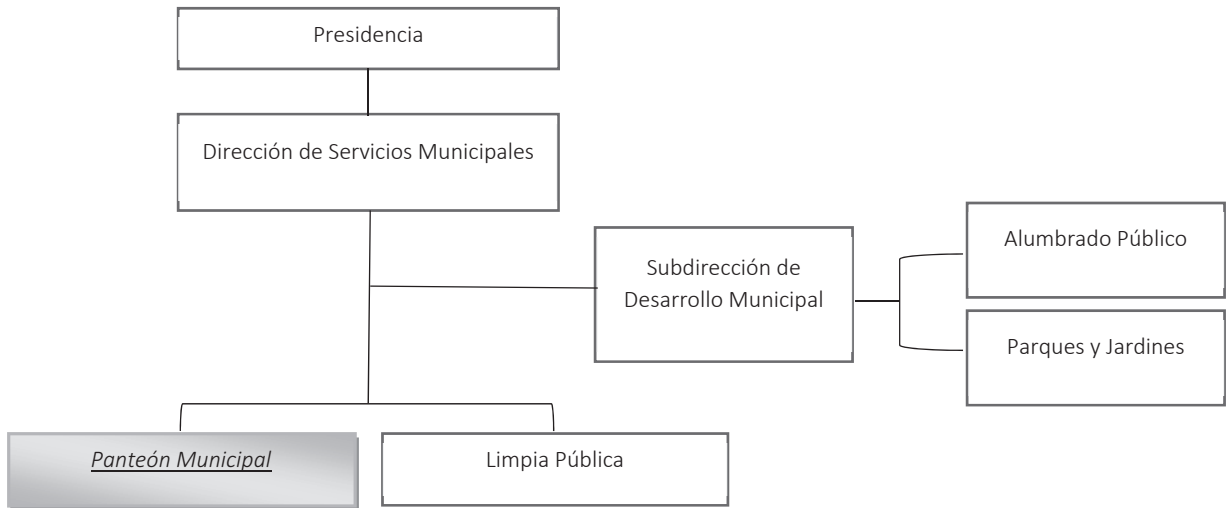 Presidencia
Dirección de Servicios Municipales
Subdirección de
Desarrollo Municipal
Alumbrado Público
Parques y Jardines
Panteón Municipal
Limpia Pública